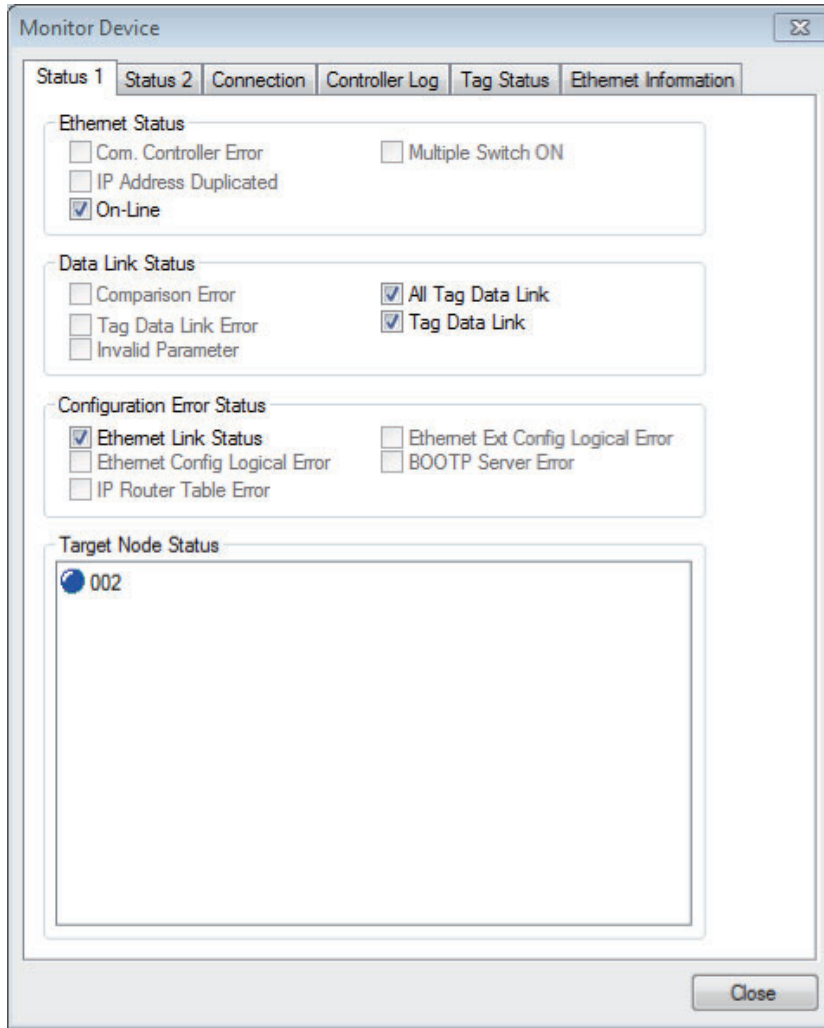 Monitor Device
Status 1 Status 2 Connection Controller Log Tag Status Ethernet Information
Ethernet Status
Com. Controller Error Multiple Switch ON
IP Address Duplicated
On-Line
Data Link Status
Comparison Error All Tag Data Link
Tag Data Link Error Tag Data Link
Invalid Parameter
Configuration Error Status
Ethernet Link Status Ethernet Ext Config Logical Error
Ethernet Config Logical Error BOOTP Server Error
IP Router Table Error
Target Node Status
002
Close